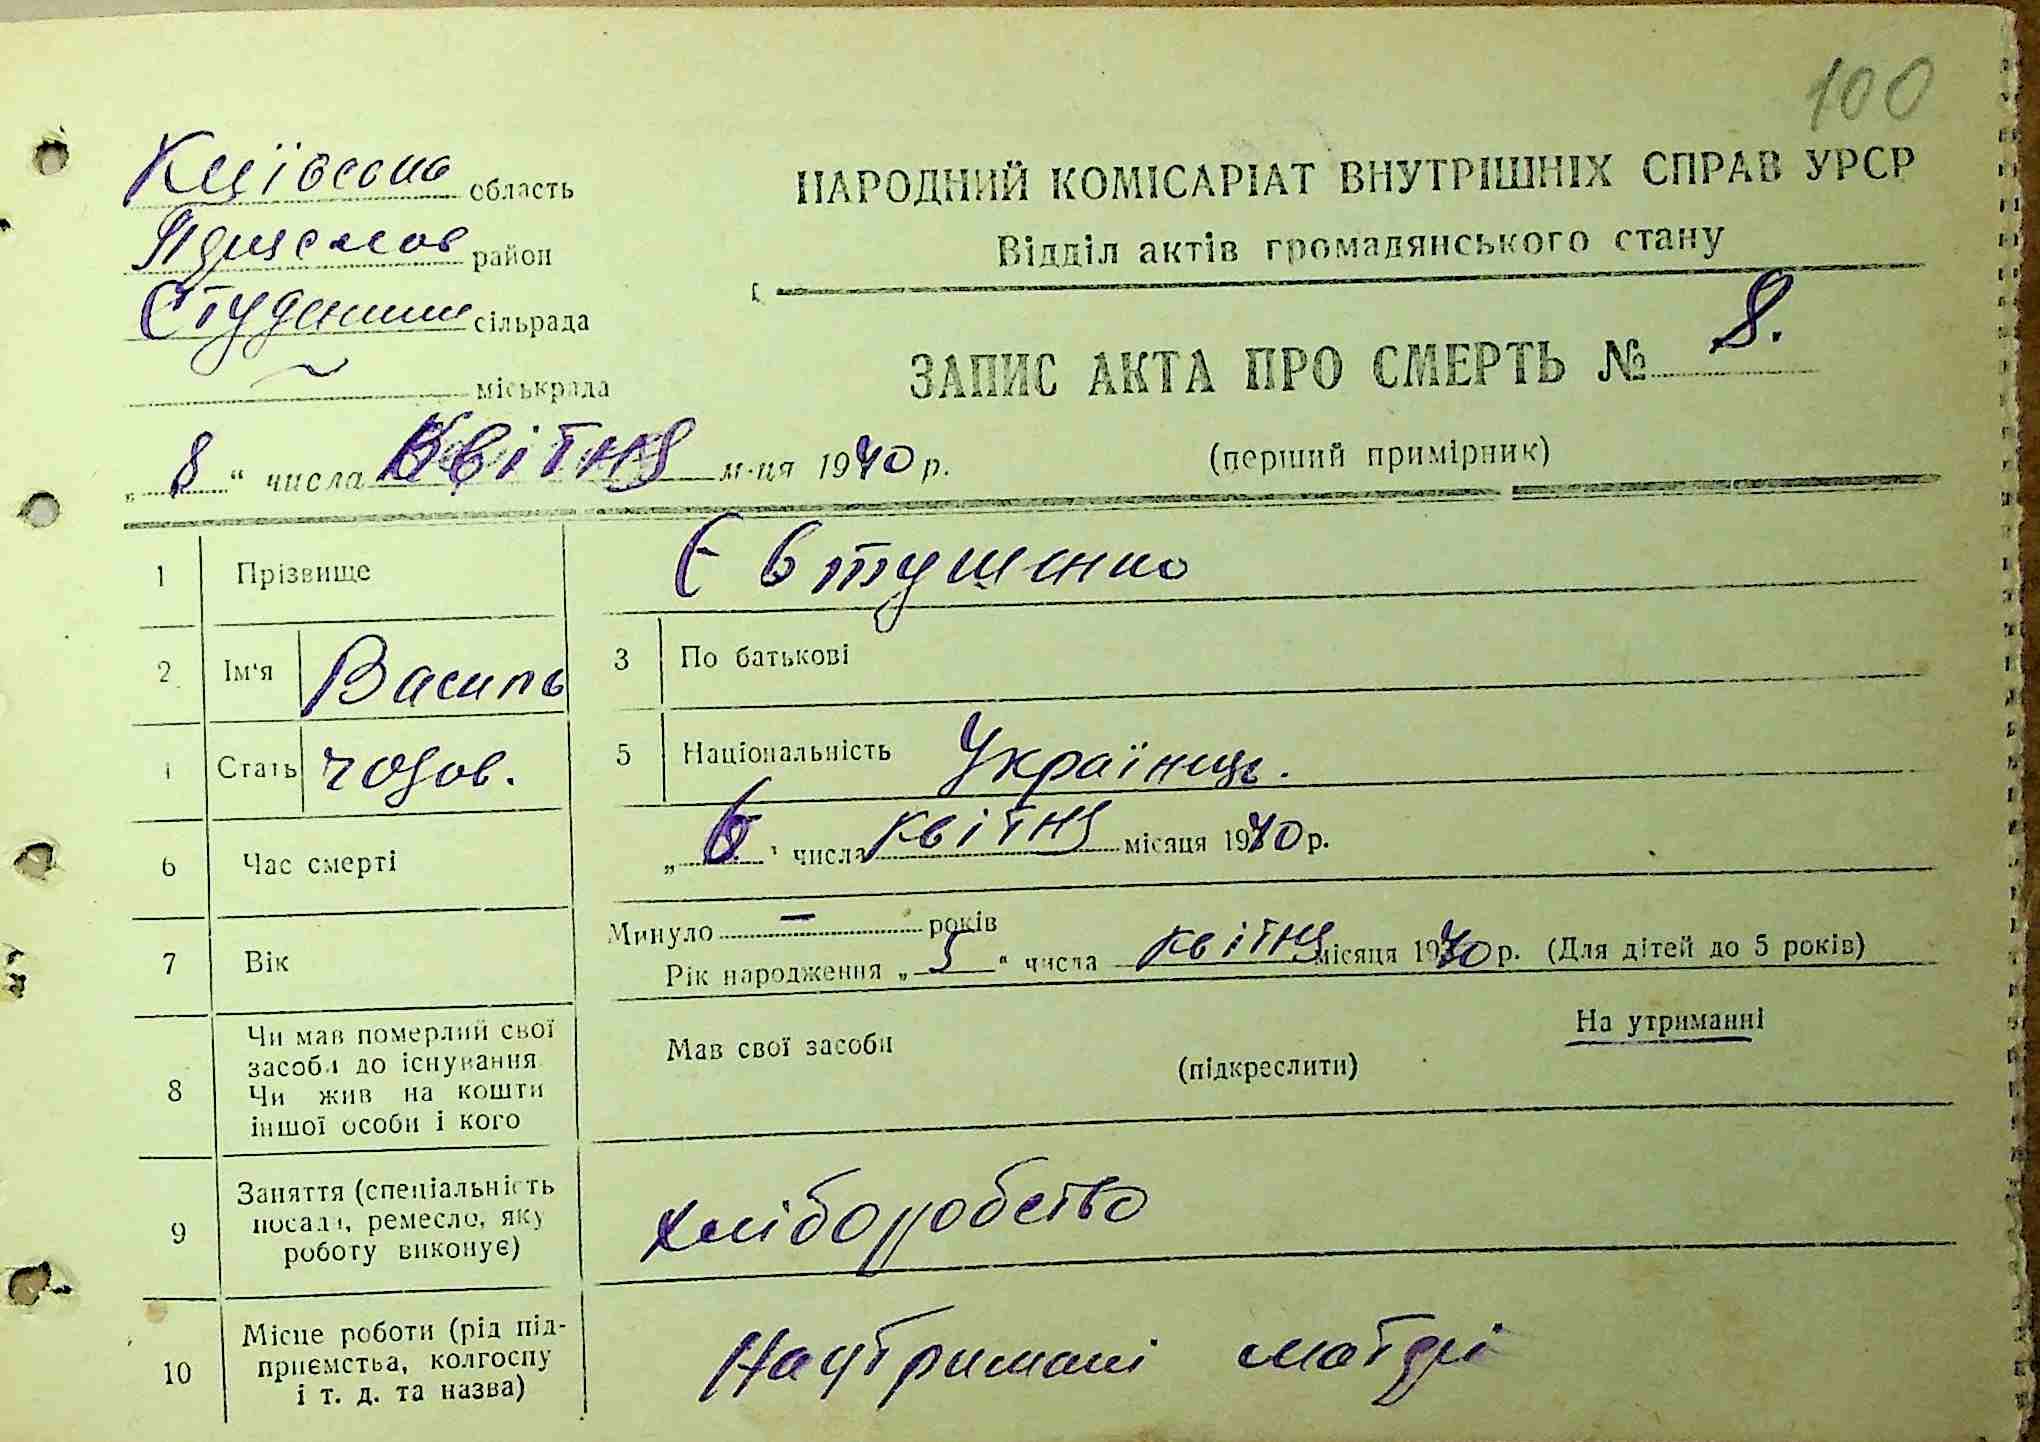 100
Київська область
район
Студеники сільрада
міськрада
НАРОДНИЙ КОМІСАРІАТ ВНУТРІШНІХ СПРАВ УРСР
Відділ актів громадянського стану
ЗАПИС АКТА ПРО СМЕРТЬ № 8.
(перший примірник)
„8“ числа Квітня м-ця 1940 р.
1 Прізвище Євтушенко
2 Ім'я Василь 3 По батькові
4 Стать чолов. 5 Національність Українець.
6 Час смерті „6“ числа квітня місяця 1940 р.
7 Вік Минуло – років
Рік народження „5“ числа квітня місяця 1940 р. (Для дітей до 5 років)
8 Чи мав померлий свої
засоби до існування.
Чи жив на кошти
іншої особи і кого
Мав свої засоби (підкреслити) На утриманні
9 Заняття (спеціальність
посада, ремесло, яку
роботу виконує)
хліборобство
10 Місце роботи (рід під-
приємства, колгоспу
і т. д. та назва)
На утримані матері